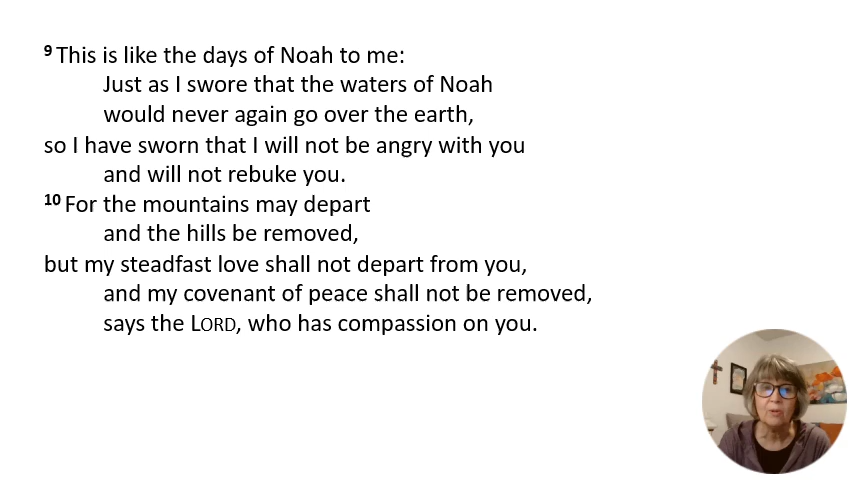 9 This is like the days of Noah to me:
Just as I swore that the waters of Noah
would never again go over the earth,
so I have sworn that I will not be angry with you
and will not rebuke you.
10 For the mountains may depart
and the hills be removed,
but my steadfast love shall not depart from you,
and my covenant of peace shall not be removed,
says the LORD, who has compassion on you.